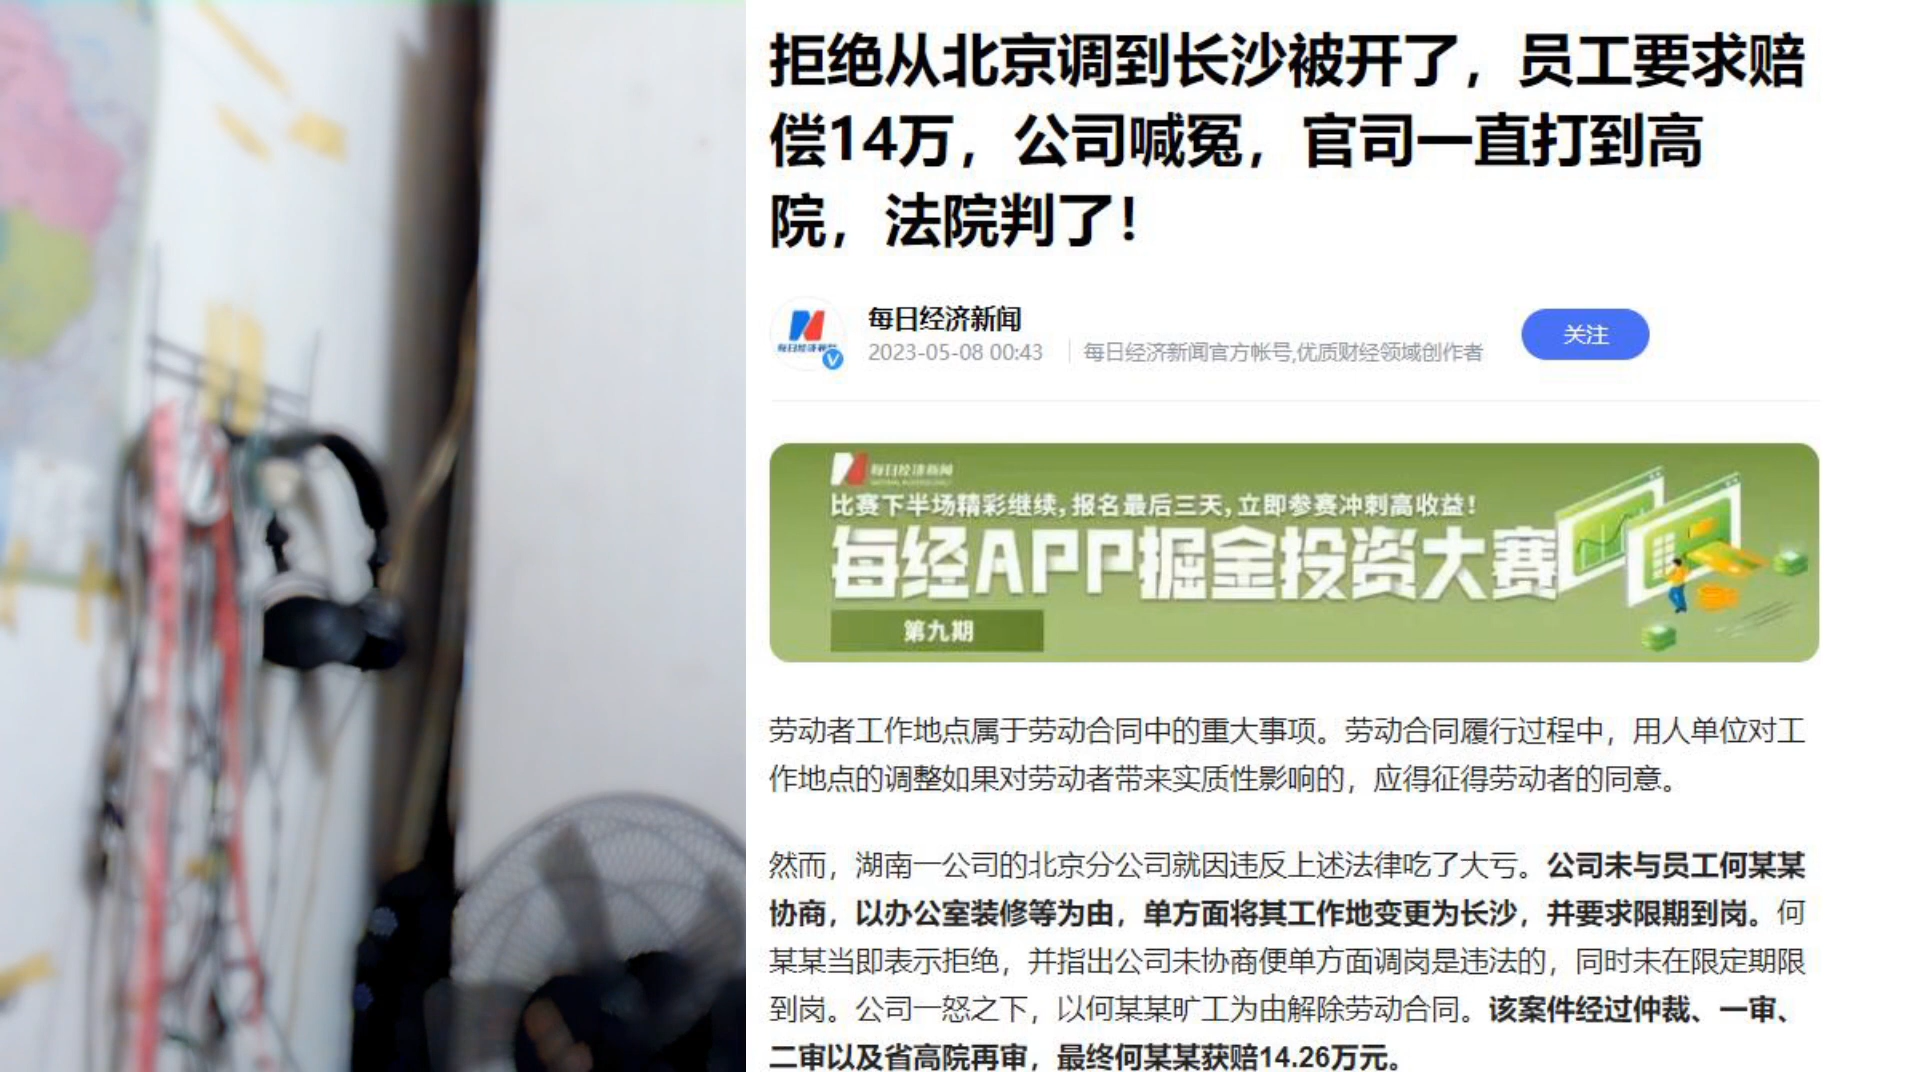 拒绝从北京调到长沙被开了，员工要求赔
偿14万，公司喊冤，官司一直打到高
院，法院判了！
每日经济新闻
每日经济新闻
2023-05-08 00:43
每日经济新闻官方帐号,优质财经领域创作者
关注
每日经济新闻
比赛下半场精彩继续,报名最后三天,立即参赛冲刺高收益!
每经APP掘金投资大赛
第九期
劳动者工作地点属于劳动合同中的重大事项。劳动合同履行过程中，用人单位对工
作地点的调整如果对劳动者带来实质性影响的，应得征得劳动者的同意。
然而，湖南一公司的北京分公司就因违反上述法律吃了大亏。公司未与员工何某某
协商，以办公室装修等为由，单方面将其工作地变更为长沙，并要求限期到岗。何
某某当即表示拒绝，并指出公司未协商便单方面调岗是违法的，同时未在限定期限
到岗。公司一怒之下，以何某某旷工为由解除劳动合同。该案件经过仲裁、一审、
二审以及省高院再审，最终何某某获赔14.26万元。